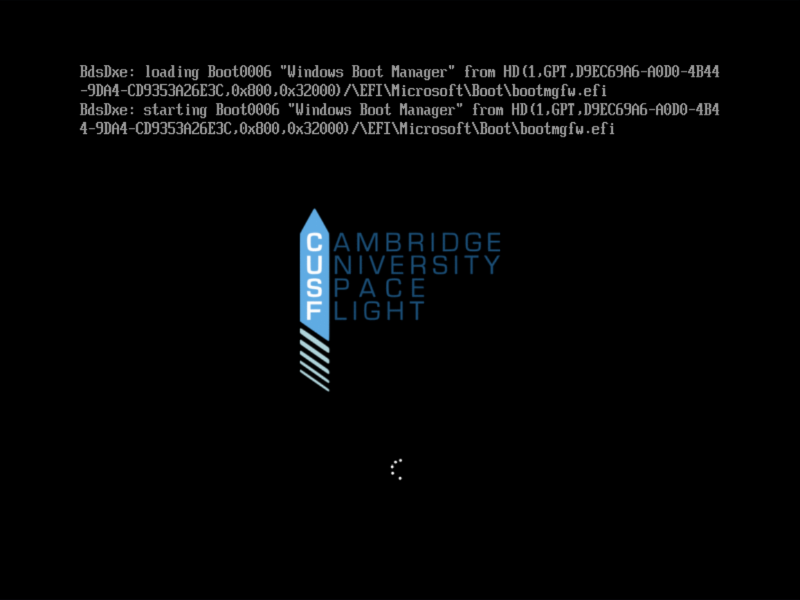 BdsDxe: loading Boot0006 "Windows Boot Manager" from HD(1,GPT,D9EC69A6-A0D0-4B44
-9DA4-CD9353A26E3C,0x800,0x32000)/\EFI\Microsoft\Boot\bootmgfw.efi
BdsDxe: starting Boot0006 "Windows Boot Manager" from HD(1,GPT,D9EC69A6-A0D0-4B4
4-9DA4-CD9353A26E3C,0x800,0x32000)/\EFI\Microsoft\Boot\bootmgfw.efi
CAMBRIDGE
UNIVERSITY
SPACE
FLIGHT